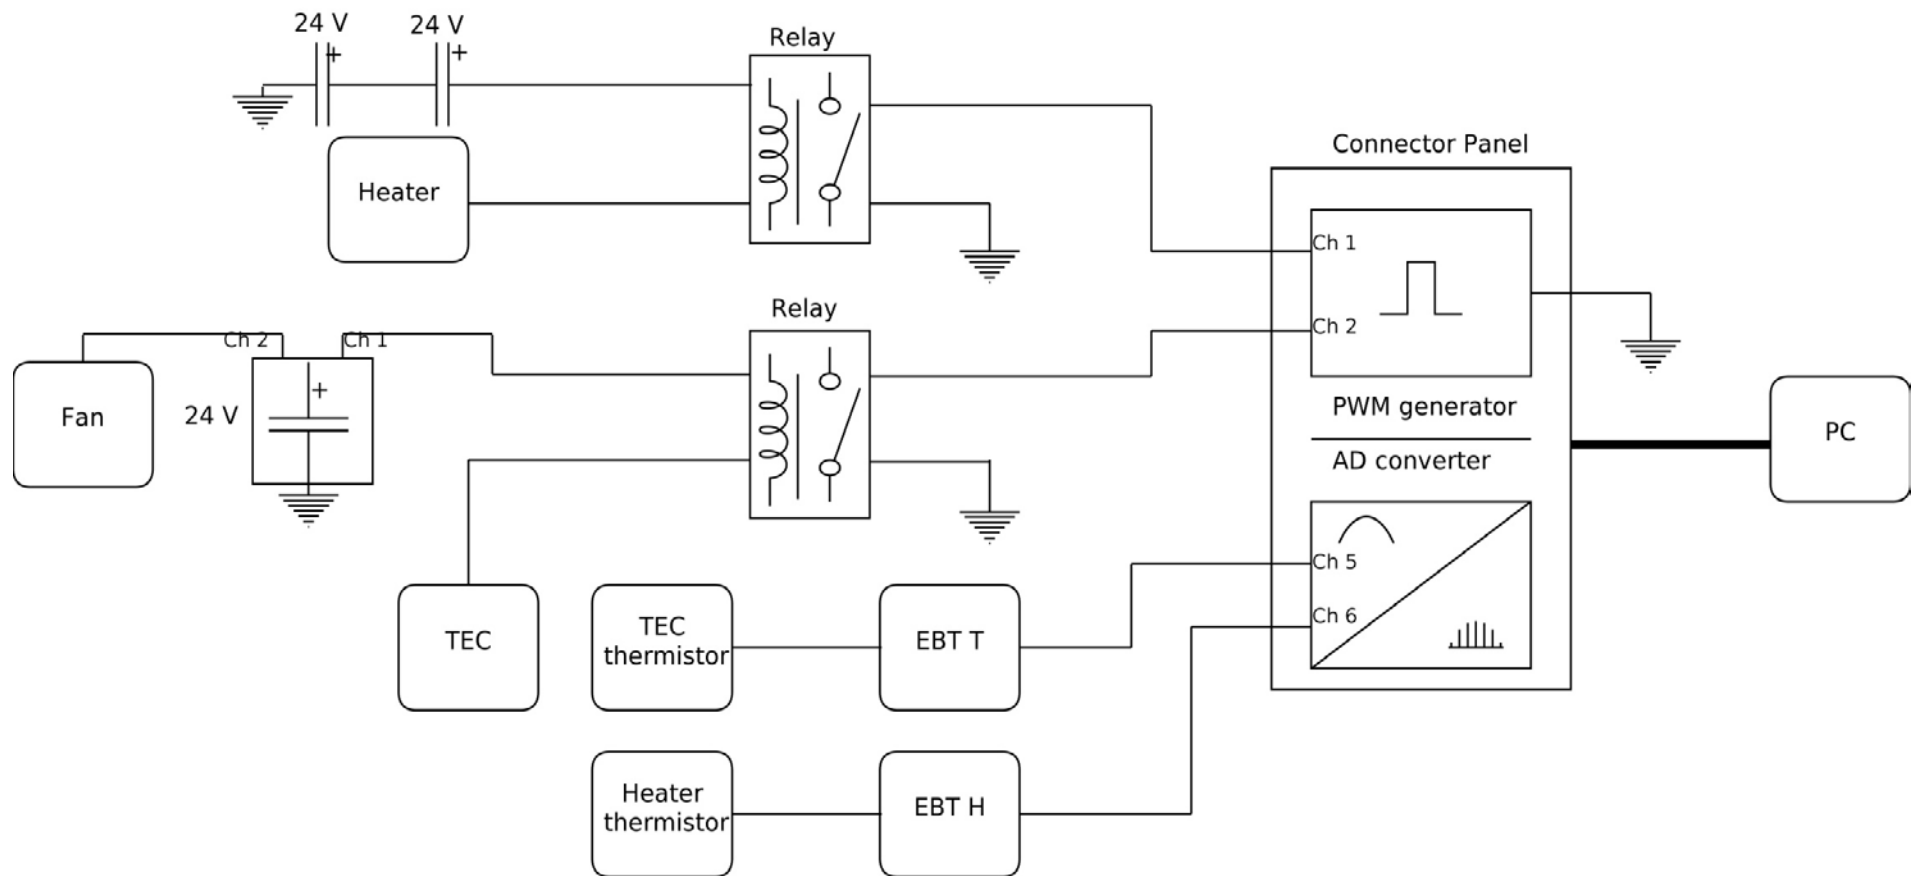 24 V
24 V
+
+
Relay
Heater
Connector Panel
Ch 1
Ch 2
Relay
Ch 2
Ch 1
Fan
24 V
+
PWM generator
AD converter
PC
Ch 5
Ch 6
TEC
TEC
thermistor
EBT T
Heater
thermistor
EBT H